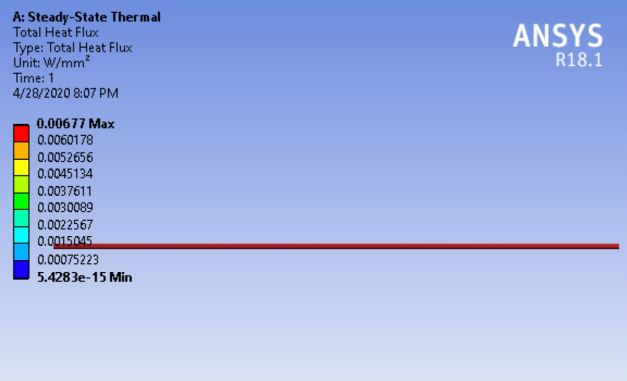 A: Steady-State Thermal
Total Heat Flux
Type: Total Heat Flux
Unit: W/mm²
Time: 1
4/28/2020 8:07 PM
ANSYS
R18.1
0.00677 Max
0.0060178
0.0052656
0.0045134
0.0037611
0.0030089
0.0022567
0.0015045
0.00075223
5.4283e-15 Min